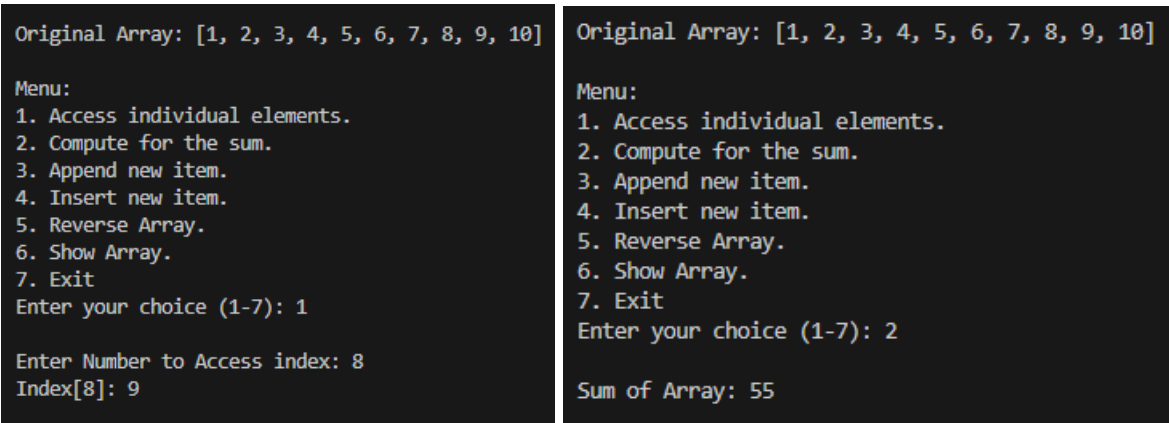 Original Array: [1, 2, 3, 4, 5, 6, 7, 8, 9, 10]
Menu:
1. Access individual elements.
2. Compute for the sum.
3. Append new item.
4. Insert new item.
5. Reverse Array.
6. Show Array.
7. Exit
Enter your choice (1-7): 1
Enter Number to Access index: 8
Index[8]: 9
Original Array: [1, 2, 3, 4, 5, 6, 7, 8, 9, 10]
Menu:
1. Access individual elements.
2. Compute for the sum.
3. Append new item.
4. Insert new item.
5. Reverse Array.
6. Show Array.
7. Exit
Enter your choice (1-7): 2
Sum of Array: 55